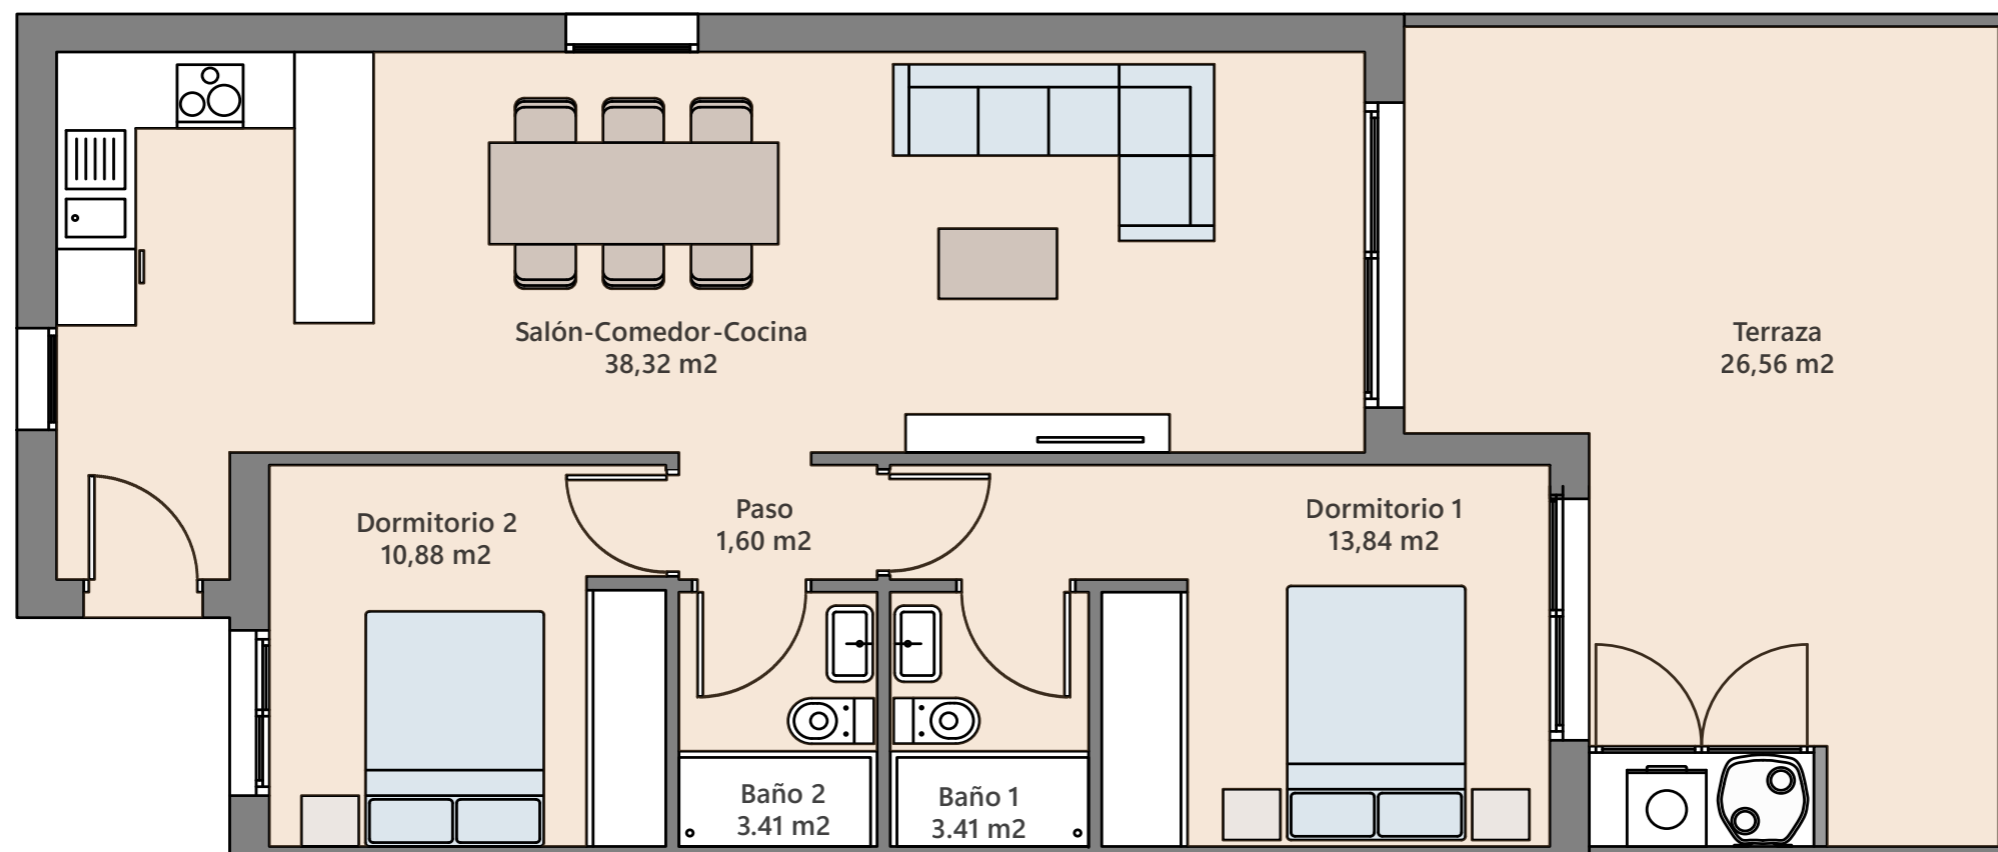 Salón-Comedor-Cocina
38,32 m2
Terraza
26,56 m2
Dormitorio 2
10,88 m2
Paso
1,60 m2
Dormitorio 1
13,84 m2
Baño 2
3.41 m2
Baño 1
3.41 m2